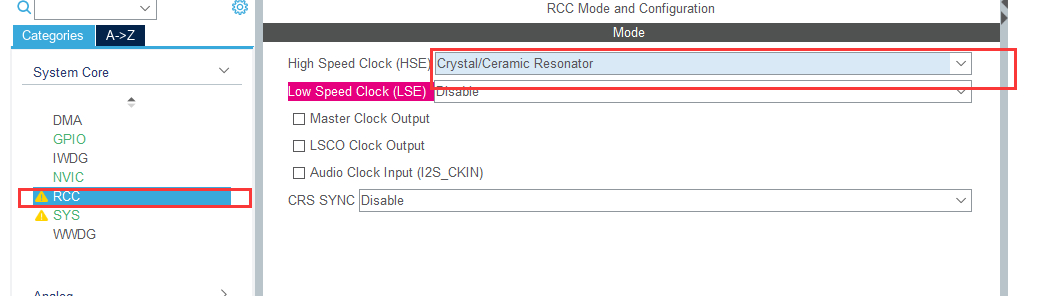 RCC Mode and Configuration
Categories A->Z
Mode
System Core
High Speed Clock (HSE) Crystal/Ceramic Resonator
Low Speed Clock (LSE) Disable
Master Clock Output
LSCO Clock Output
Audio Clock Input (I2S_CKIN)
CRS SYNC Disable
DMA
GPIO
IWDG
NVIC
RCC
SYS
WWDG
Analog